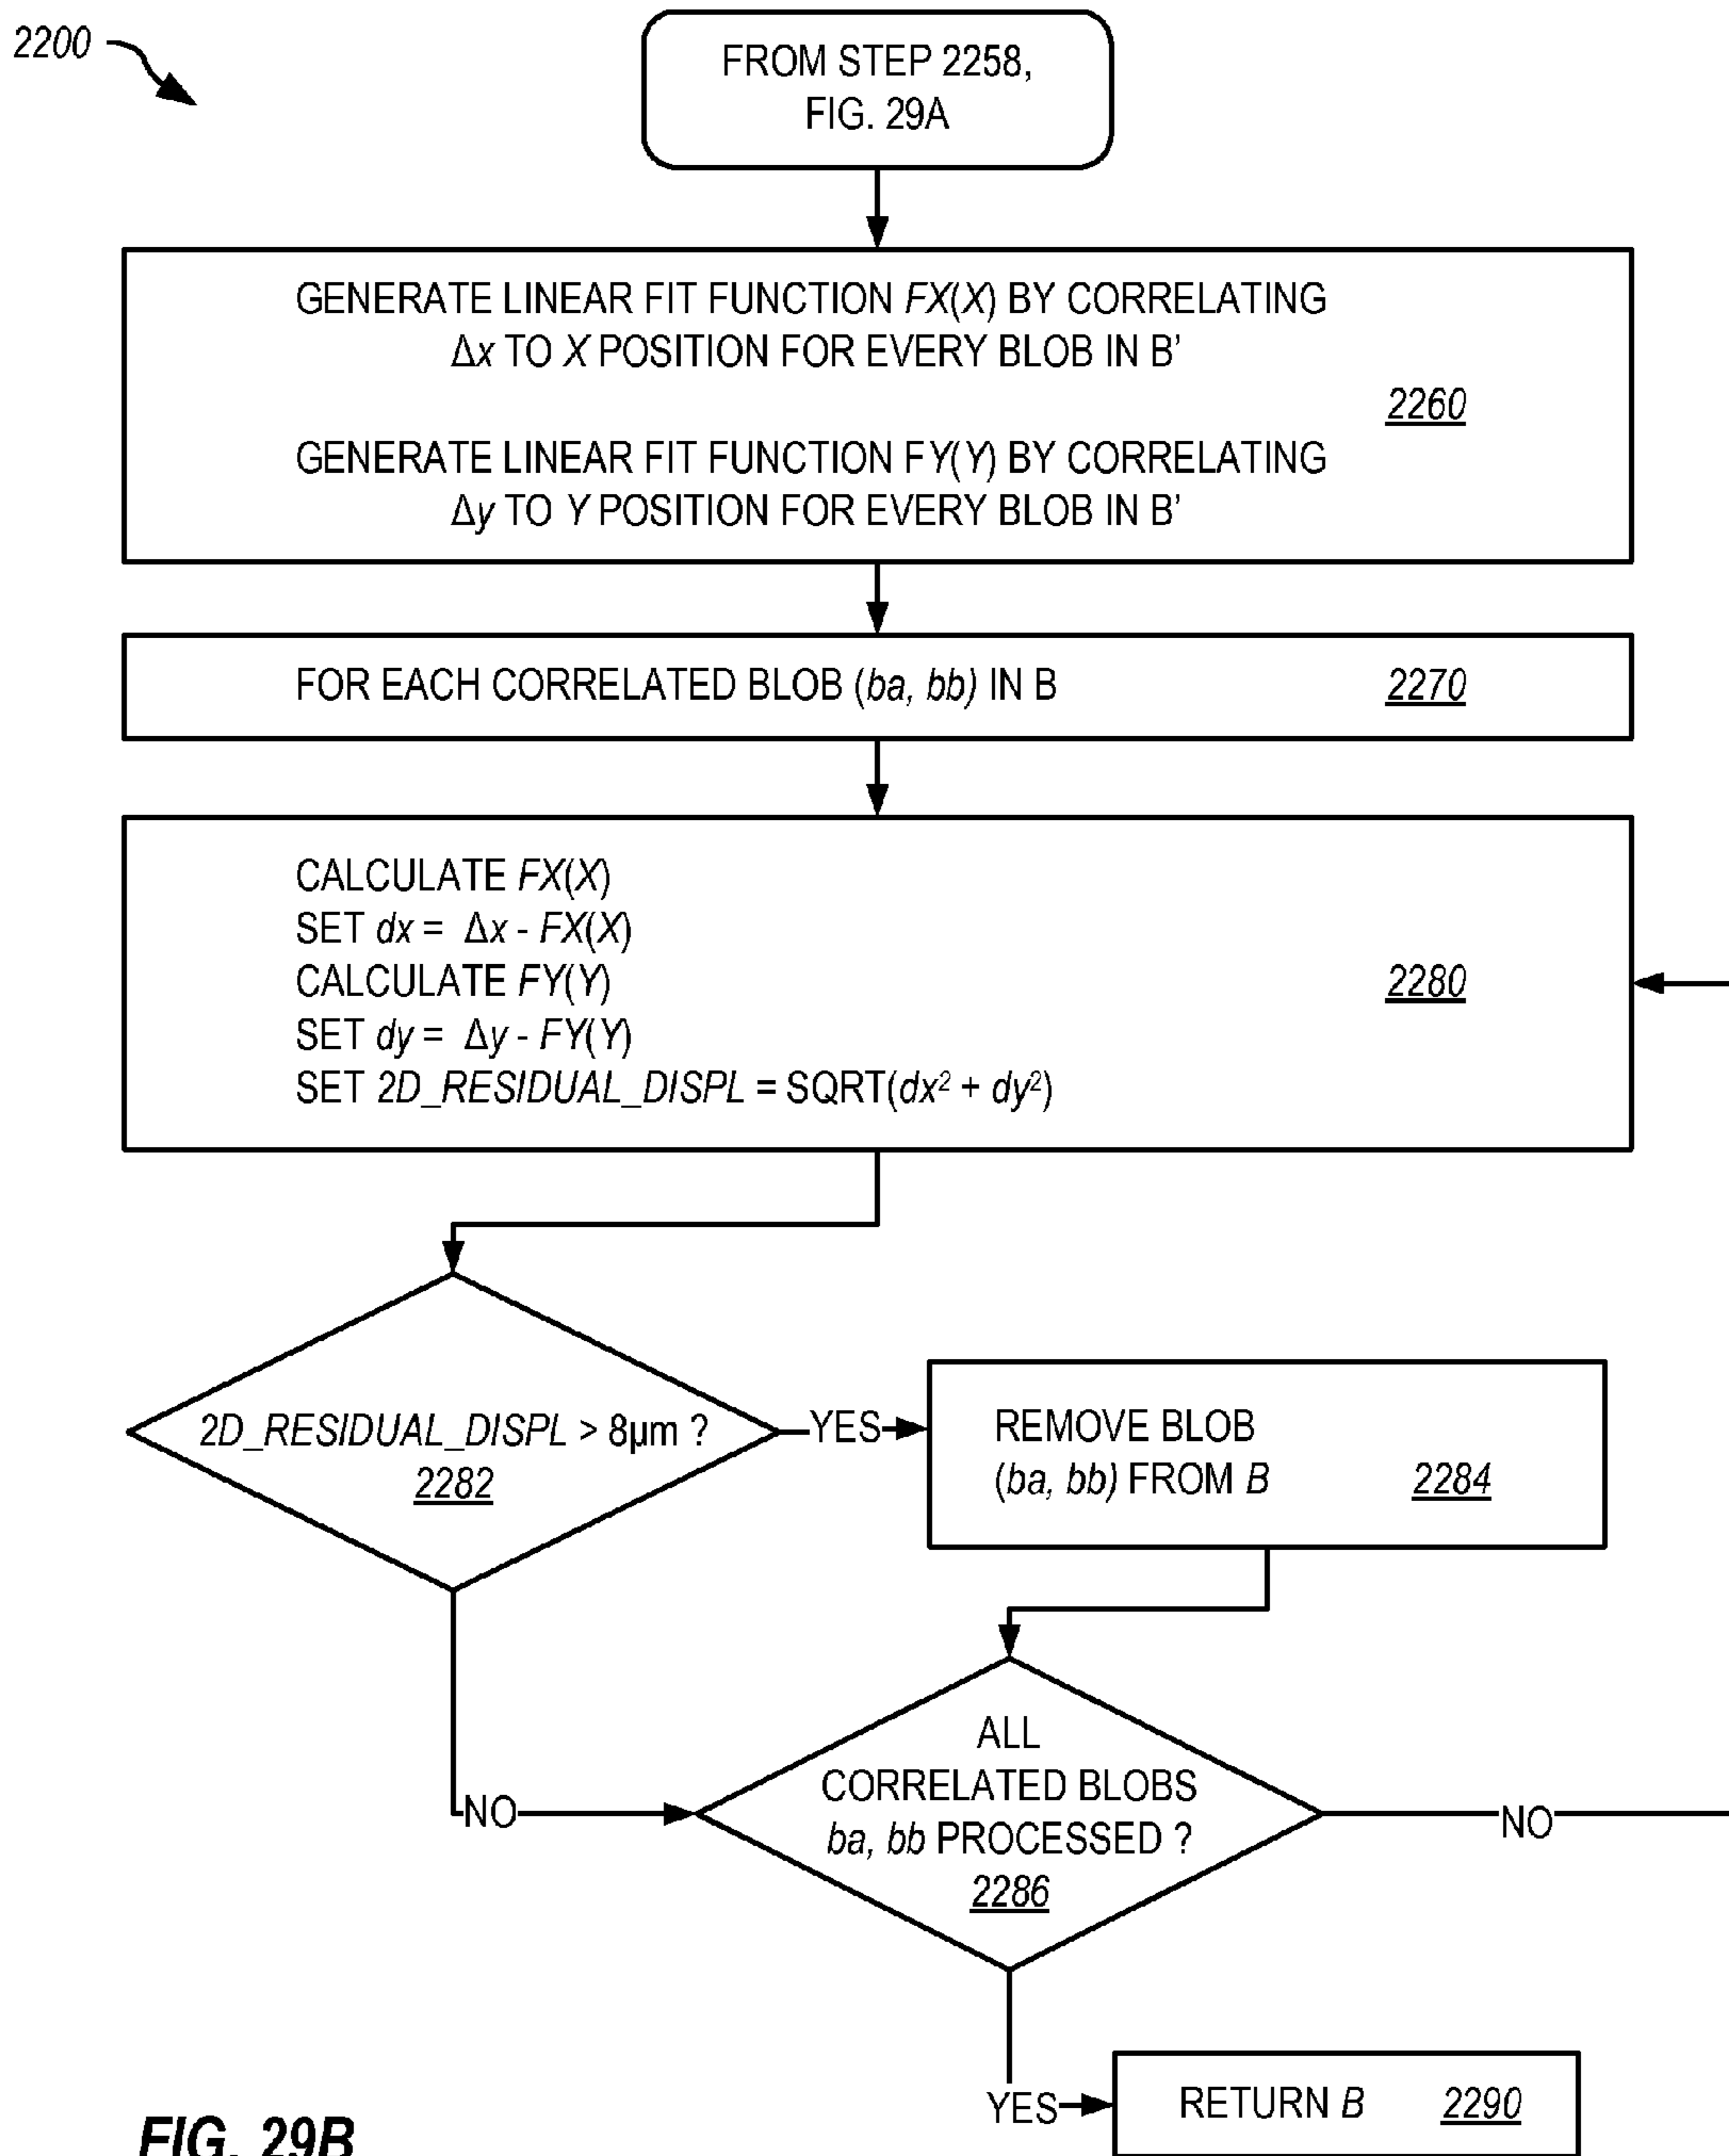 2200
FROM STEP 2258,
FIG. 29A
GENERATE LINEAR FIT FUNCTION FX(X) BY CORRELATING
Δx TO X POSITION FOR EVERY BLOB IN B’
2260
GENERATE LINEAR FIT FUNCTION FY(Y) BY CORRELATING
Δy TO Y POSITION FOR EVERY BLOB IN B’
FOR EACH CORRELATED BLOB (ba, bb) IN B 2270
CALCULATE FX(X)
SET dx = Δx - FX(X)
CALCULATE FY(Y) 2280
SET dy = Δy - FY(Y)
SET 2D_RESIDUAL_DISPL = SQRT(dx² + dy²)
2D_RESIDUAL_DISPL > 8µm ?
2282
YES
REMOVE BLOB
(ba, bb) FROM B 2284
ALL
CORRELATED BLOBS
ba, bb PROCESSED ?
2286
NO
NO
YES
RETURN B 2290
FIG. 29B